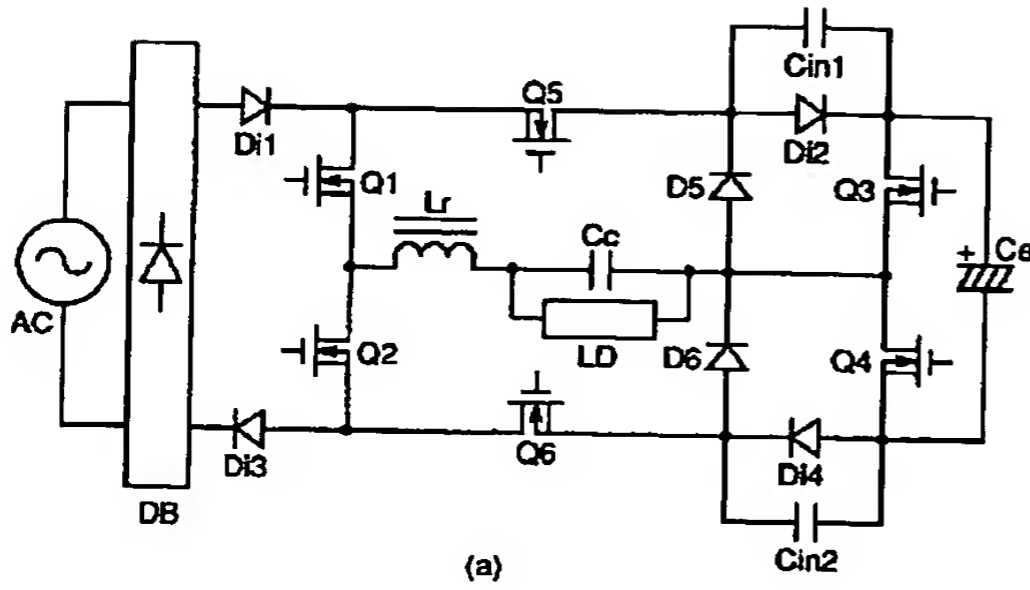 Cin1
Q5
Di1
Di2
Q1
D5
Q3
Lr
Cc
+
Ce
AC
LD
Q2
D6
Q4
Di3
Q6
Di4
DB
Cin2
(a)